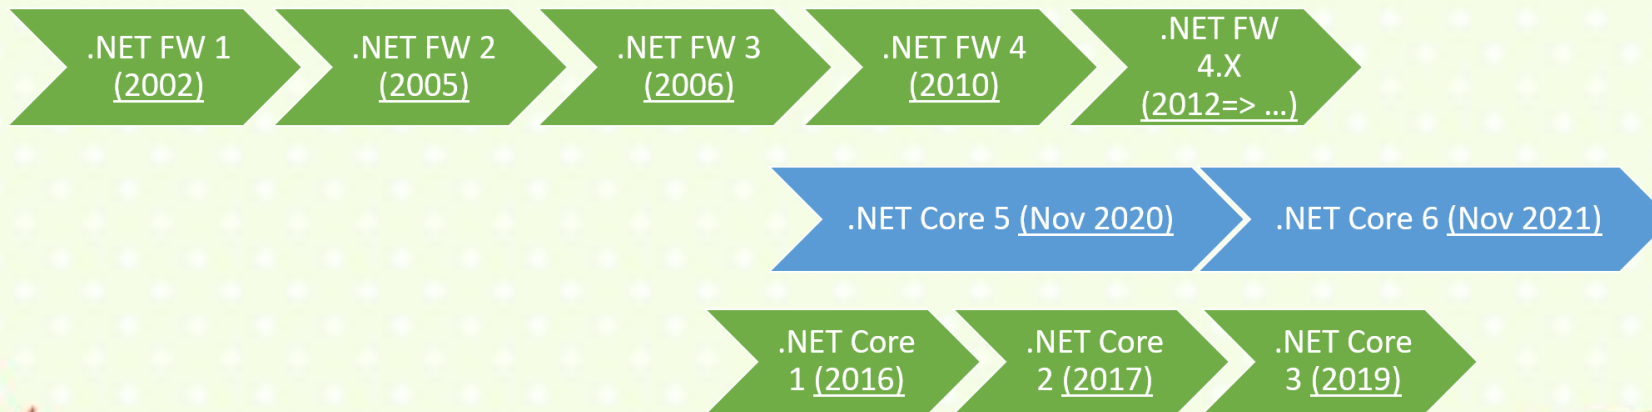 .NET FW 1
(2002)
.NET FW 2
(2005)
.NET FW 3
(2006)
.NET FW 4
(2010)
.NET FW
4.X
(2012=> ...)
.NET Core 5 (Nov 2020)
.NET Core 6 (Nov 2021)
.NET Core
1 (2016)
.NET Core
2 (2017)
.NET Core
3 (2019)